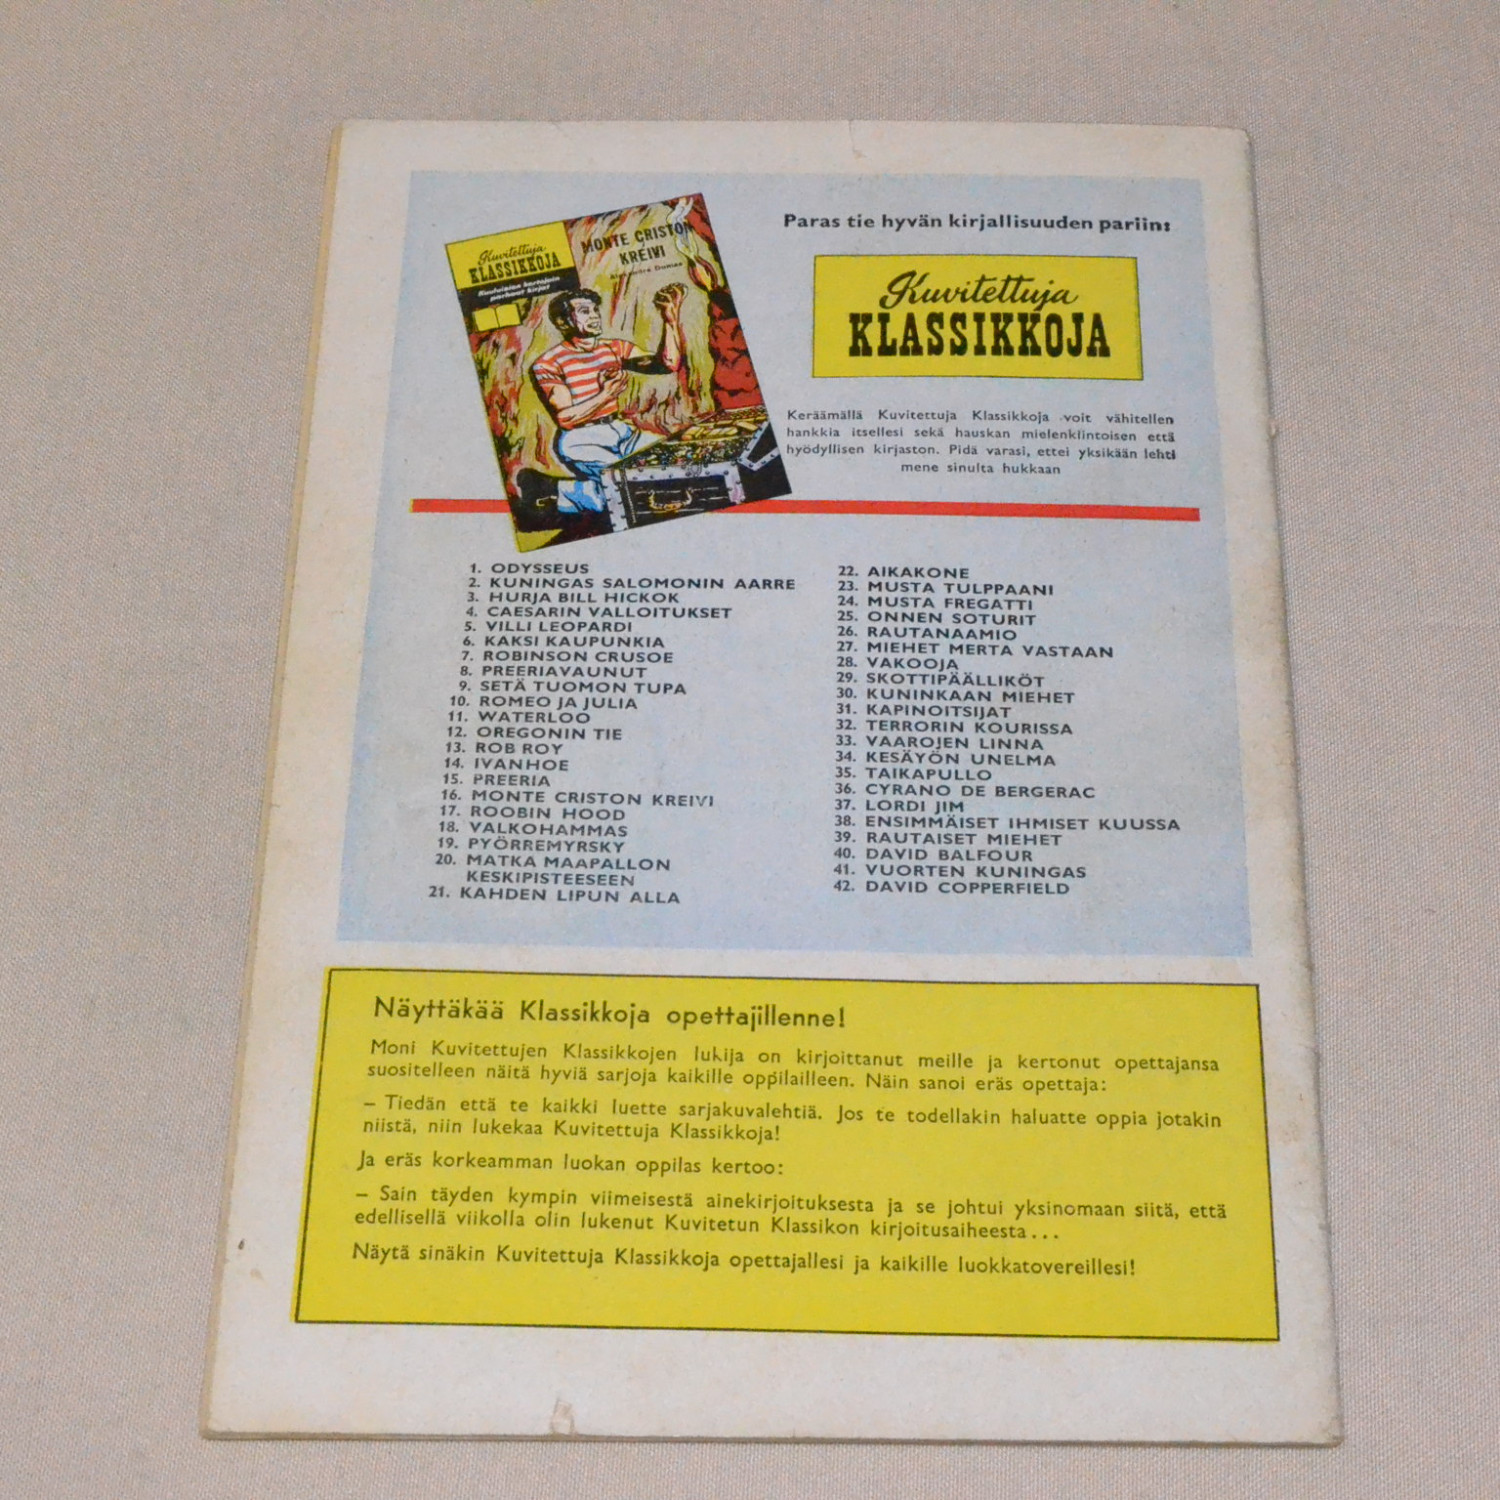 Kuvitettuja
KLASSIKKOJA
Kuuluisien kertojain
parhaat kirjat
MONTE CRISTON
KREIVI
Alexandre Dumas
Paras tie hyvän kirjallisuuden pariin:
Kuvitettuja
KLASSIKKOJA
Keräämällä Kuvitettuja Klassikkoja voit vähitellen
hankkia itsellesi sekä hauskan mielenkiintoisen että
hyödyllisen kirjaston. Pidä varasi, ettei yksikään lehti
mene sinulta hukkaan
1. ODYSSEUS
2. KUNINGAS SALOMONIN AARRE
3. HURJA BILL HICKOK
4. CAESARIN VALLOITUKSET
5. VILLI LEOPARDI
6. KAKSI KAUPUNKIA
7. ROBINSON CRUSOE
8. PREERIAVAUNUT
9. SETÄ TUOMON TUPA
10. ROMEO JA JULIA
11. WATERLOO
12. OREGONIN TIE
13. ROB ROY
14. IVANHOE
15. PREERIA
16. MONTE CRISTON KREIVI
17. ROOBIN HOOD
18. VALKOHAMMAS
19. PYÖRREMYRSKY
20. MATKA MAAPALLON
KESKIPISTEESEEN
21. KAHDEN LIPUN ALLA
22. AIKAKONE
23. MUSTA TULPPAANI
24. MUSTA FREGATTI
25. ONNEN SOTURIT
26. RAUTANAAMIO
27. MIEHET MERTA VASTAAN
28. VAKOOJA
29. SKOTTIPÄÄLLIKÖT
30. KUNINKAAN MIEHET
31. KAPINOITSIJAT
32. TERRORIN KOURISSA
33. VAAROJEN LINNA
34. KESÄYÖN UNELMA
35. TAIKAPULLO
36. CYRANO DE BERGERAC
37. LORDI JIM
38. ENSIMMÄISET IHMISET KUUSSA
39. RAUTAISET MIEHET
40. DAVID BALFOUR
41. VUORTEN KUNINGAS
42. DAVID COPPERFIELD
Näyttäkää Klassikkoja opettajillenne!
Moni Kuvitettujen Klassikkojen lukija on kirjoittanut meille ja kertonut opettajansa
suositelleen näitä hyviä sarjoja kaikille oppilailleen. Näin sanoi eräs opettaja:
– Tiedän että te kaikki luette sarjakuvalehtiä. Jos te todellakin haluatte oppia jotakin
niistä, niin lukekaa Kuvitettuja Klassikkoja!
Ja eräs korkeamman luokan oppilas kertoo:
– Sain täyden kympin viimeisestä ainekirjoituksesta ja se johtui yksinomaan siitä, että
edellisellä viikolla olin lukenut Kuvitetun Klassikon kirjoitusaiheesta...
Näytä sinäkin Kuvitettuja Klassikkoja opettajallesi ja kaikille luokkatovereillesi!